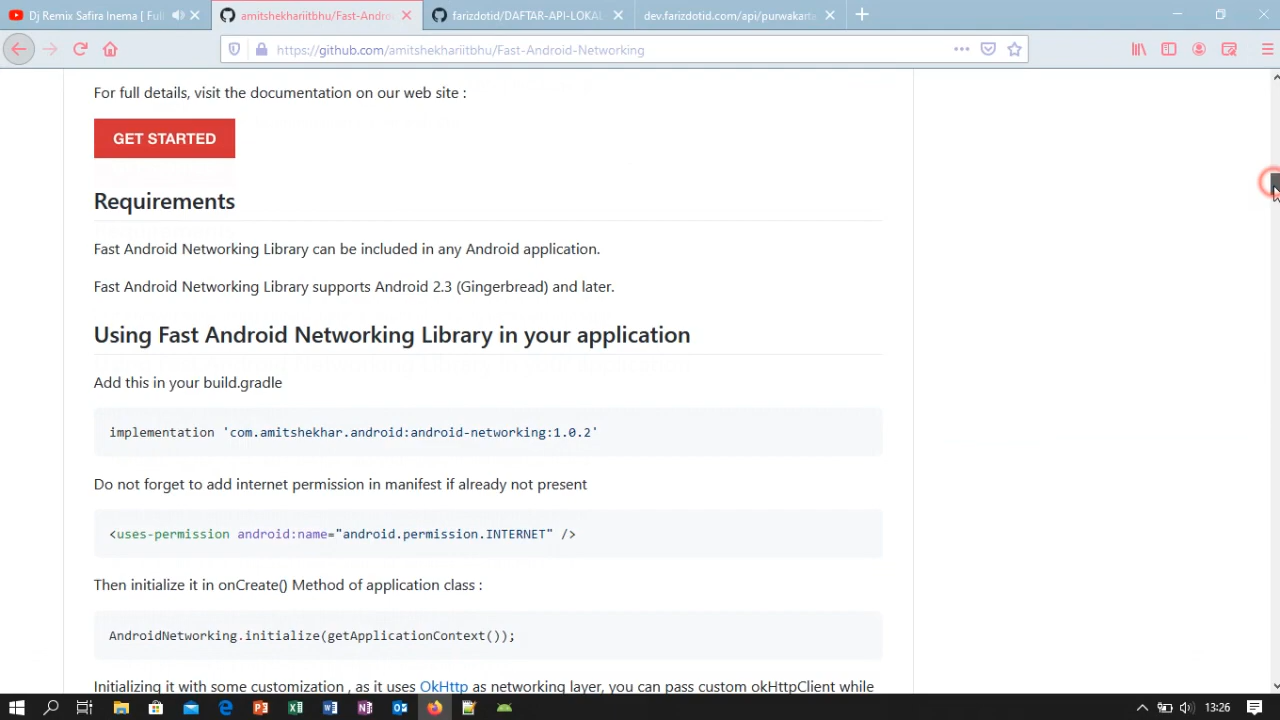 Dj Remix Safira Inema [ Full
amitshekhariitbhu/Fast-Andro
farizdotid/DAFTAR-API-LOKAL
dev.farizdotid.com/api/purwakarta
https://github.com/amitshekhariitbhu/Fast-Android-Networking
For full details, visit the documentation on our web site :
GET STARTED
Requirements
Fast Android Networking Library can be included in any Android application.
Fast Android Networking Library supports Android 2.3 (Gingerbread) and later.
Using Fast Android Networking Library in your application
Add this in your build.gradle
implementation 'com.amitshekhar.android:android-networking:1.0.2'
Do not forget to add internet permission in manifest if already not present
<uses-permission android:name="android.permission.INTERNET" />
Then initialize it in onCreate() Method of application class :
AndroidNetworking.initialize(getApplicationContext());
Initializing it with some customization , as it uses OkHttp as networking layer, you can pass custom okHttpClient while
13:26